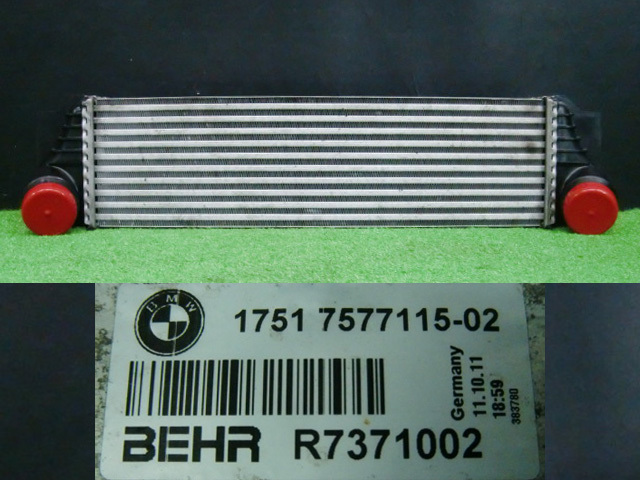 BMW
1751 7577115-02
BEHR R7371002
Germany
11.10.11
18:59
383780